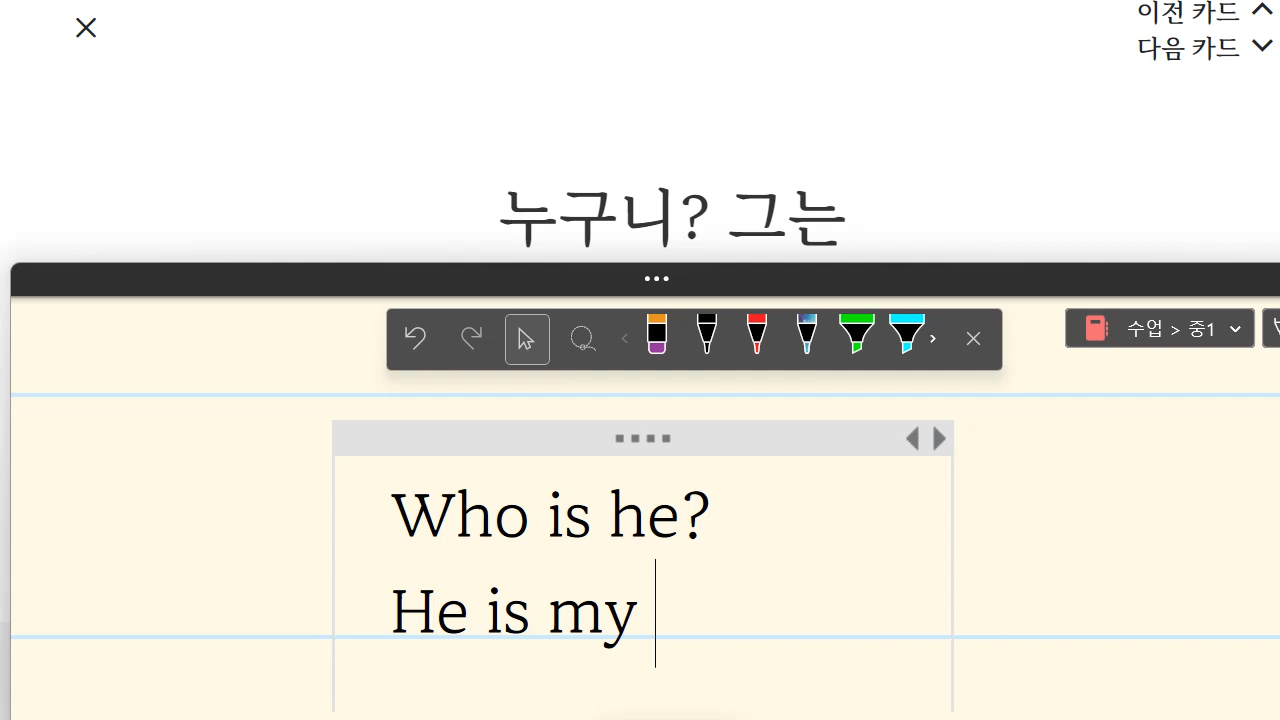 이전 카드
다음 카드
누구니? 그는
수업 > 중1
Who is he?
He is my